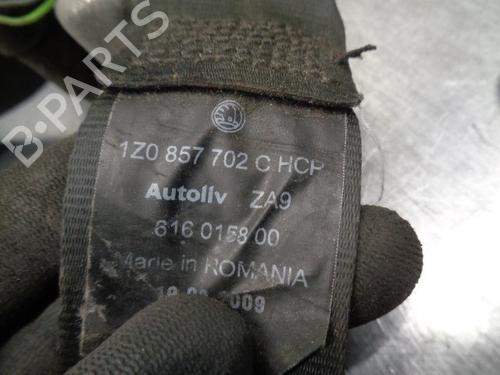 1Z0 857 702 C HCP
Autoliv ZA9
616 0158 00
Made in ROMANIA
B-PARTS